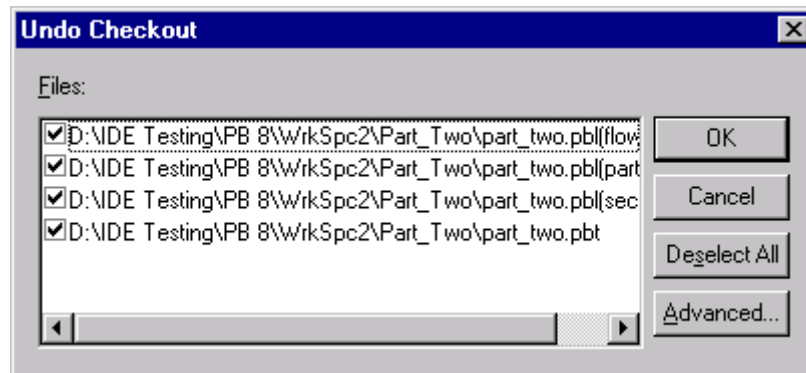 Undo Checkout
Files:
D:\IDE Testing\PB 8\WrkSpc2\Part_Two\part_two.pbl(flow
D:\IDE Testing\PB 8\WrkSpc2\Part_Two\part_two.pbl(part
D:\IDE Testing\PB 8\WrkSpc2\Part_Two\part_two.pbl(sec
D:\IDE Testing\PB 8\WrkSpc2\Part_Two\part_two.pbt
OK
Cancel
Deselect All
Advanced...